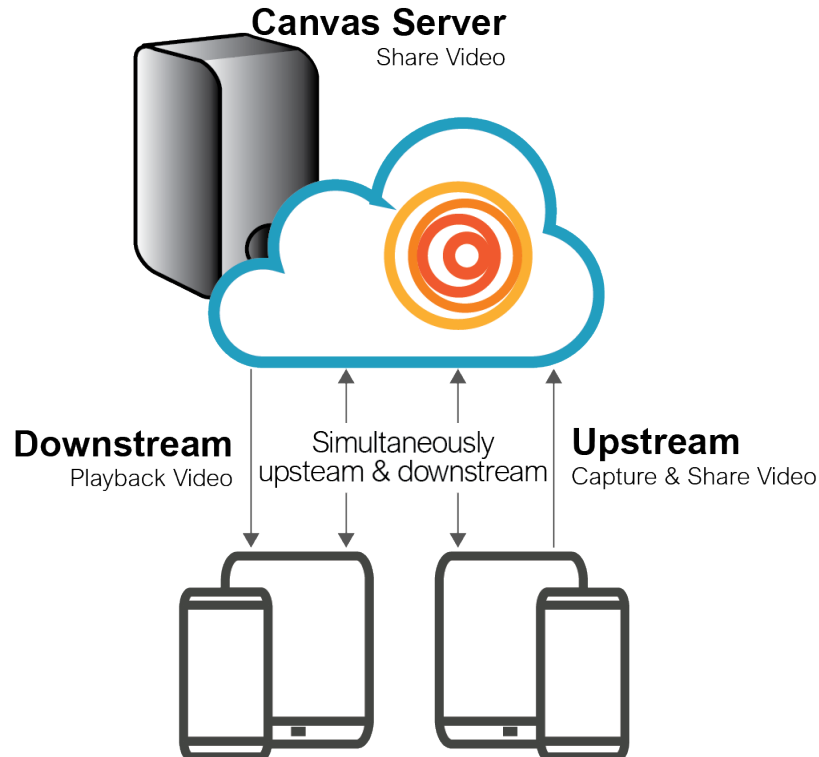 Canvas Server
Share Video
Downstream
Playback Video
Simultaneously
upsteam & downstream
Upstream
Capture & Share Video